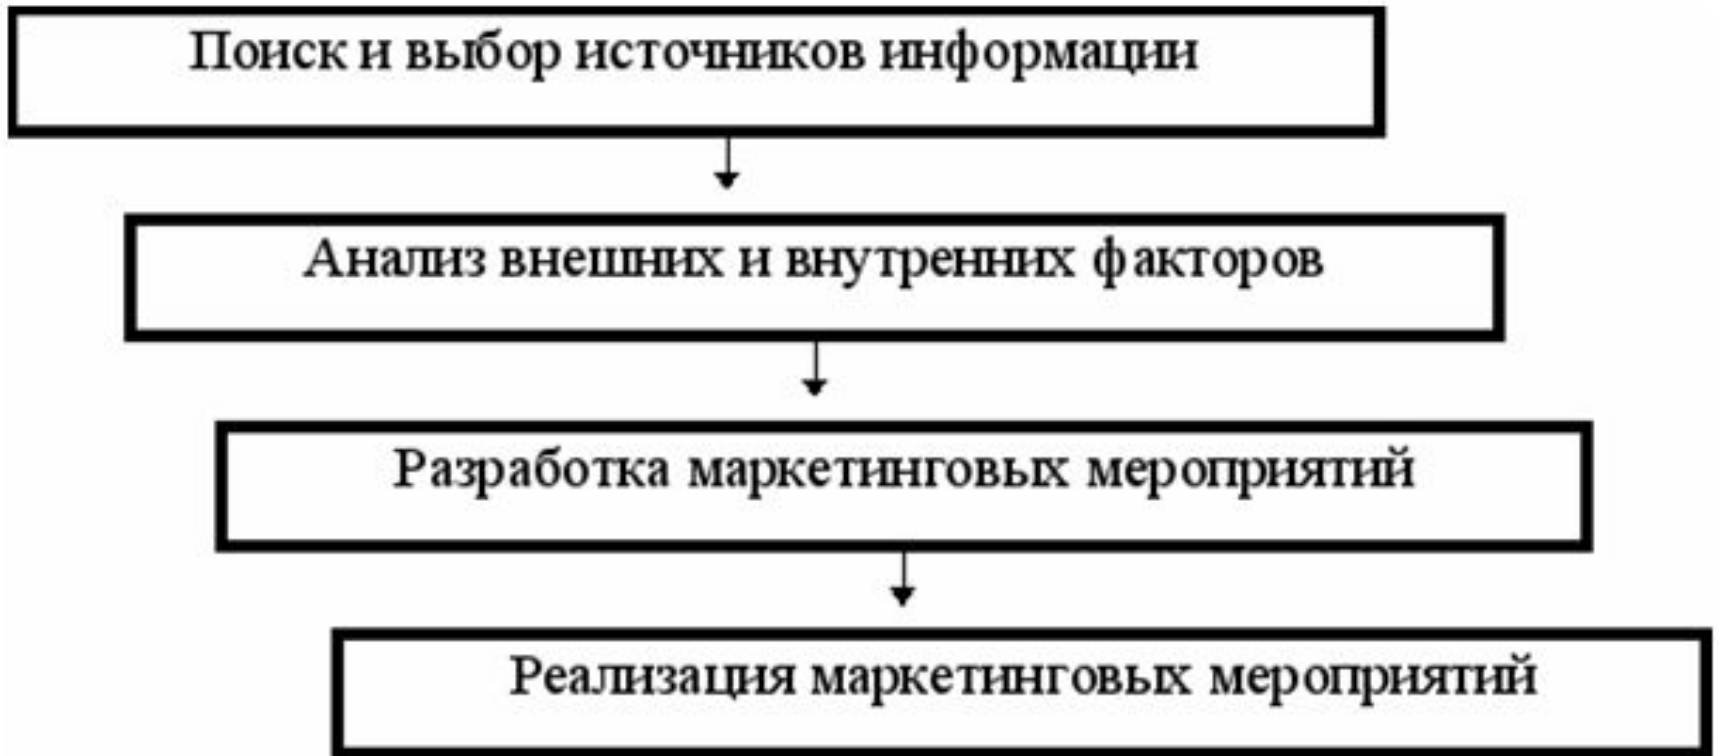 Поиск и выбор источников информации
Анализ внешних и внутренних факторов
Разработка маркетинговых мероприятий
Реализация маркетинговых мероприятий